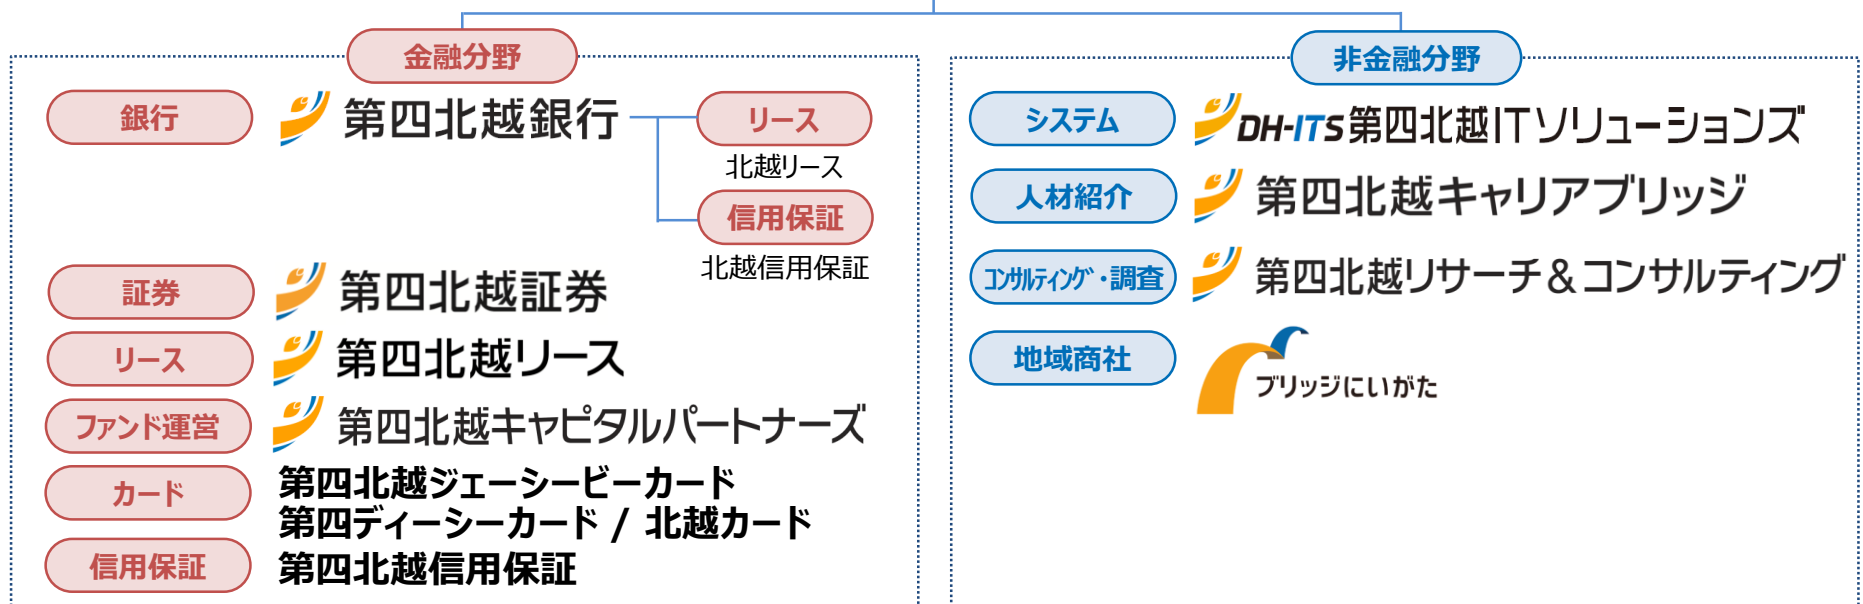 金融分野
銀行
第四北越銀行
リース
北越リース
信用保証
北越信用保証
証券
第四北越証券
リース
第四北越リース
ファンド運営
第四北越キャピタルパートナーズ
カード
第四北越ジェーシービーカード
第四ディーシーカード / 北越カード
信用保証
第四北越信用保証
非金融分野
システム
DH-ITS 第四北越ITソリューションズ
人材紹介
第四北越キャリアブリッジ
コンサルティング・調査
第四北越リサーチ&コンサルティング
地域商社
ブリッジにいがた